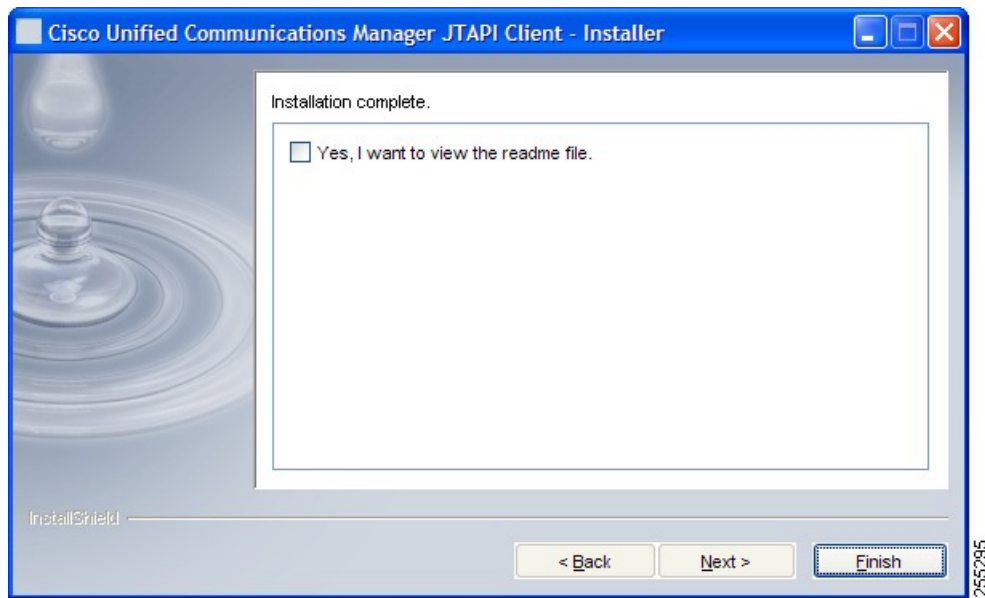 Cisco Unified Communications Manager JTAPI Client - Installer
Installation complete.
Yes, I want to view the readme file.
InstallShield
< Back
Next >
Finish
255295